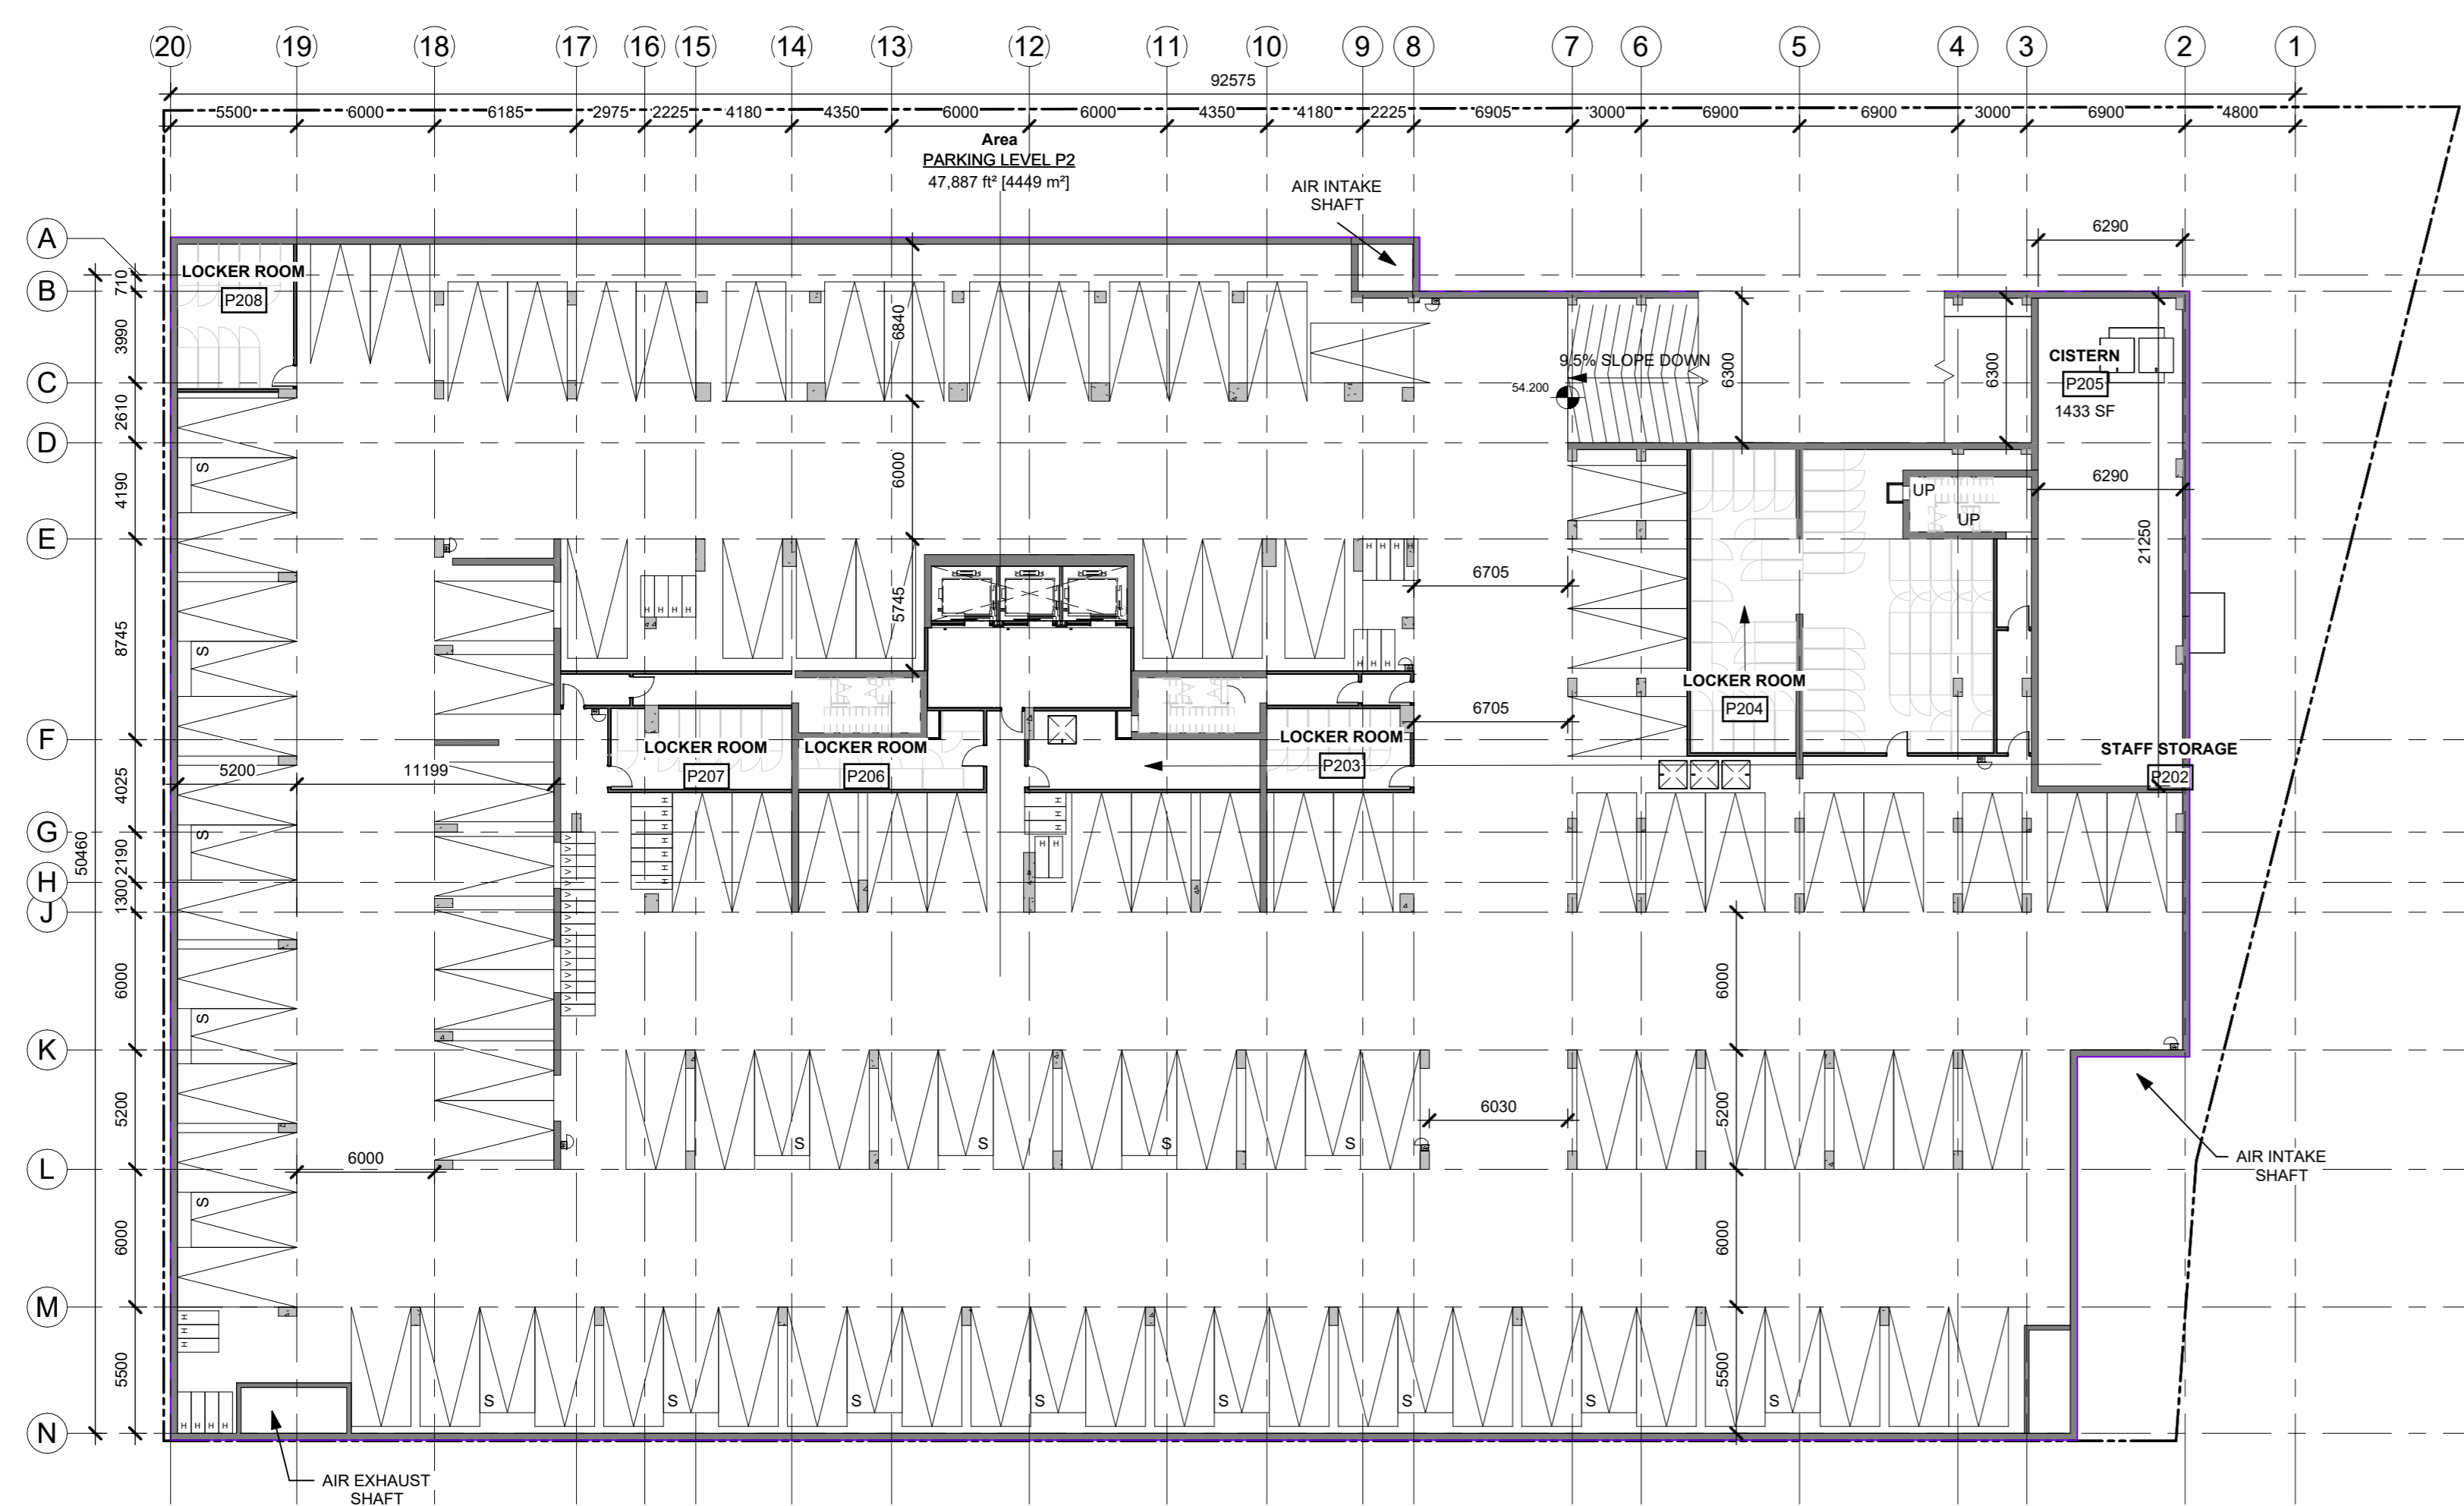 20 19 18 17 16 15 14 13 12 11 10 9 8 7 6 5 4 3 2 1
92575
5500 6000 6185 2975 2225 4180 4350 6000 6000 4350 4180 2225 6905 3000 6900 6900 3000 6900 4800
Area
PARKING LEVEL P2
47,887 ft² [4449 m²]
AIR INTAKE
SHAFT
6290
A
710
B
LOCKER ROOM
P208
3990
6840
9.5% SLOPE DOWN
54.200
6300
6300
CISTERN
P205
1433 SF
C
2610
D
S
4190
6000
UP
UP
6290
21250
E
H H H H
H H H H
5745
6705
8745
S
H H H
LOCKER ROOM
P204
6705
F
LOCKER ROOM
P207
LOCKER ROOM
P206
LOCKER ROOM
P203
STAFF STORAGE
P202
5200
11199
4025
50460
G
S
H H H H H H H
H H H
H H
V V V V V V V V V V V V V V
2190
H
1300
J
6000
6000
S
K
5200
S S S S
6030
5200
L
6000
AIR INTAKE
SHAFT
S
6000
6000
M
H H H
5500
S S S S S S S S
5500
H H H H
N
AIR EXHAUST
SHAFT